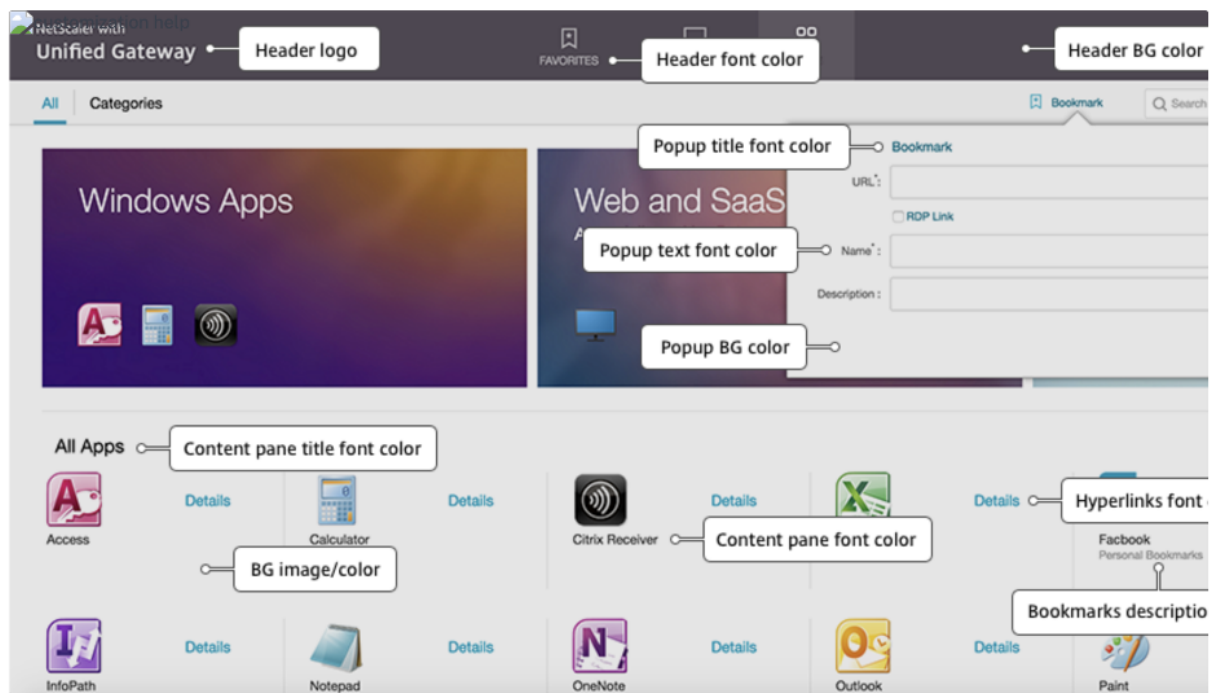 customization help
NetScaler with
Unified Gateway
Header logo
FAVORITES
Header font color
Header BG color
All
Categories
Bookmark
Search
Popup title font color
Bookmark
URL*:
RDP Link
Windows Apps
Web and SaaS
A
Popup text font color
Name*:
Description :
Popup BG color
All Apps
Content pane title font color
Details
Details
Details
Details
Hyperlinks font
Access
Calculator
Citrix Receiver
Content pane font color
Facbook
Personal Bookmarks
BG image/color
Bookmarks descriptio
Details
Details
Details
Details
InfoPath
Notepad
OneNote
Outlook
Paint